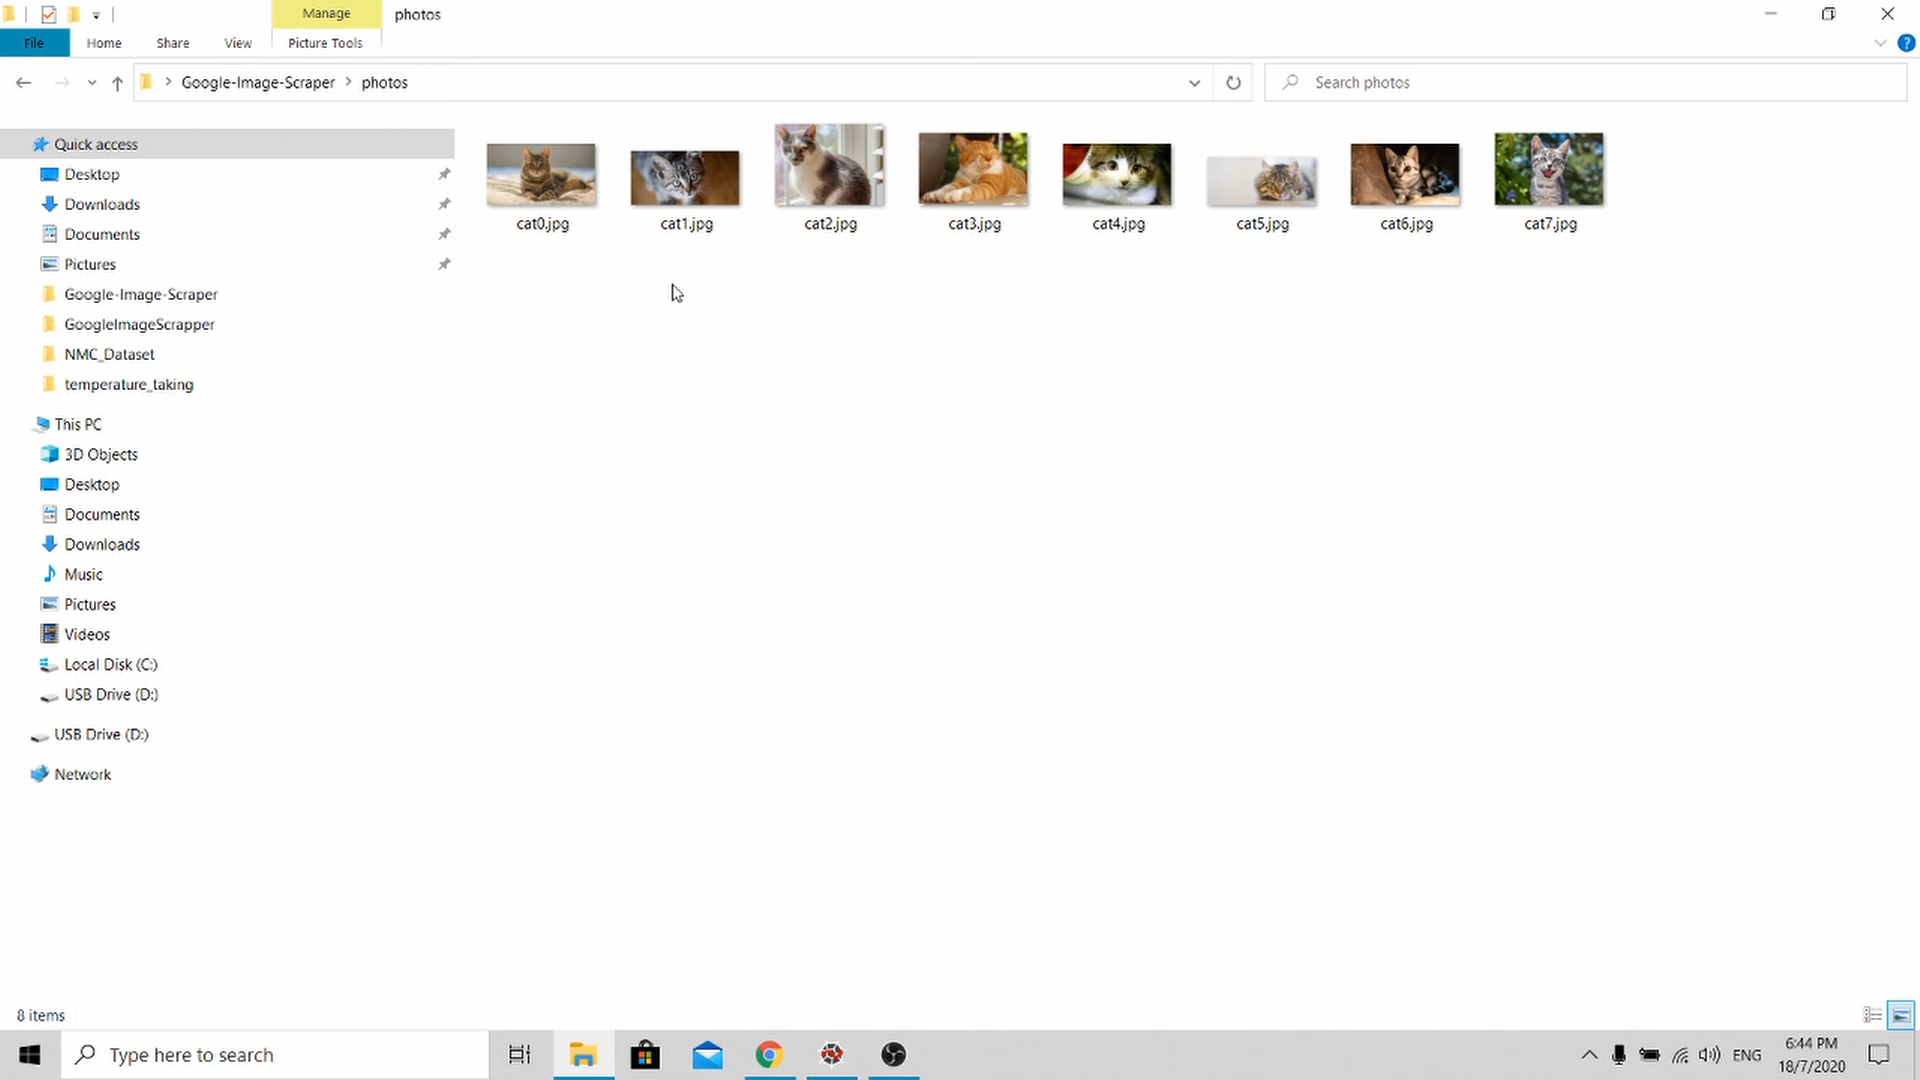 Manage
photos
File
Home
Share
View
Picture Tools
Google-Image-Scraper
photos
Search photos
Quick access
Desktop
Downloads
Documents
Pictures
Google-Image-Scraper
GoogleImageScrapper
NMC_Dataset
temperature_taking
This PC
3D Objects
Desktop
Documents
Downloads
Music
Pictures
Videos
Local Disk (C:)
USB Drive (D:)
USB Drive (D:)
Network
cat0.jpg
cat1.jpg
cat2.jpg
cat3.jpg
cat4.jpg
cat5.jpg
cat6.jpg
cat7.jpg
8 items
Type here to search
ENG
6:44 PM
18/7/2020